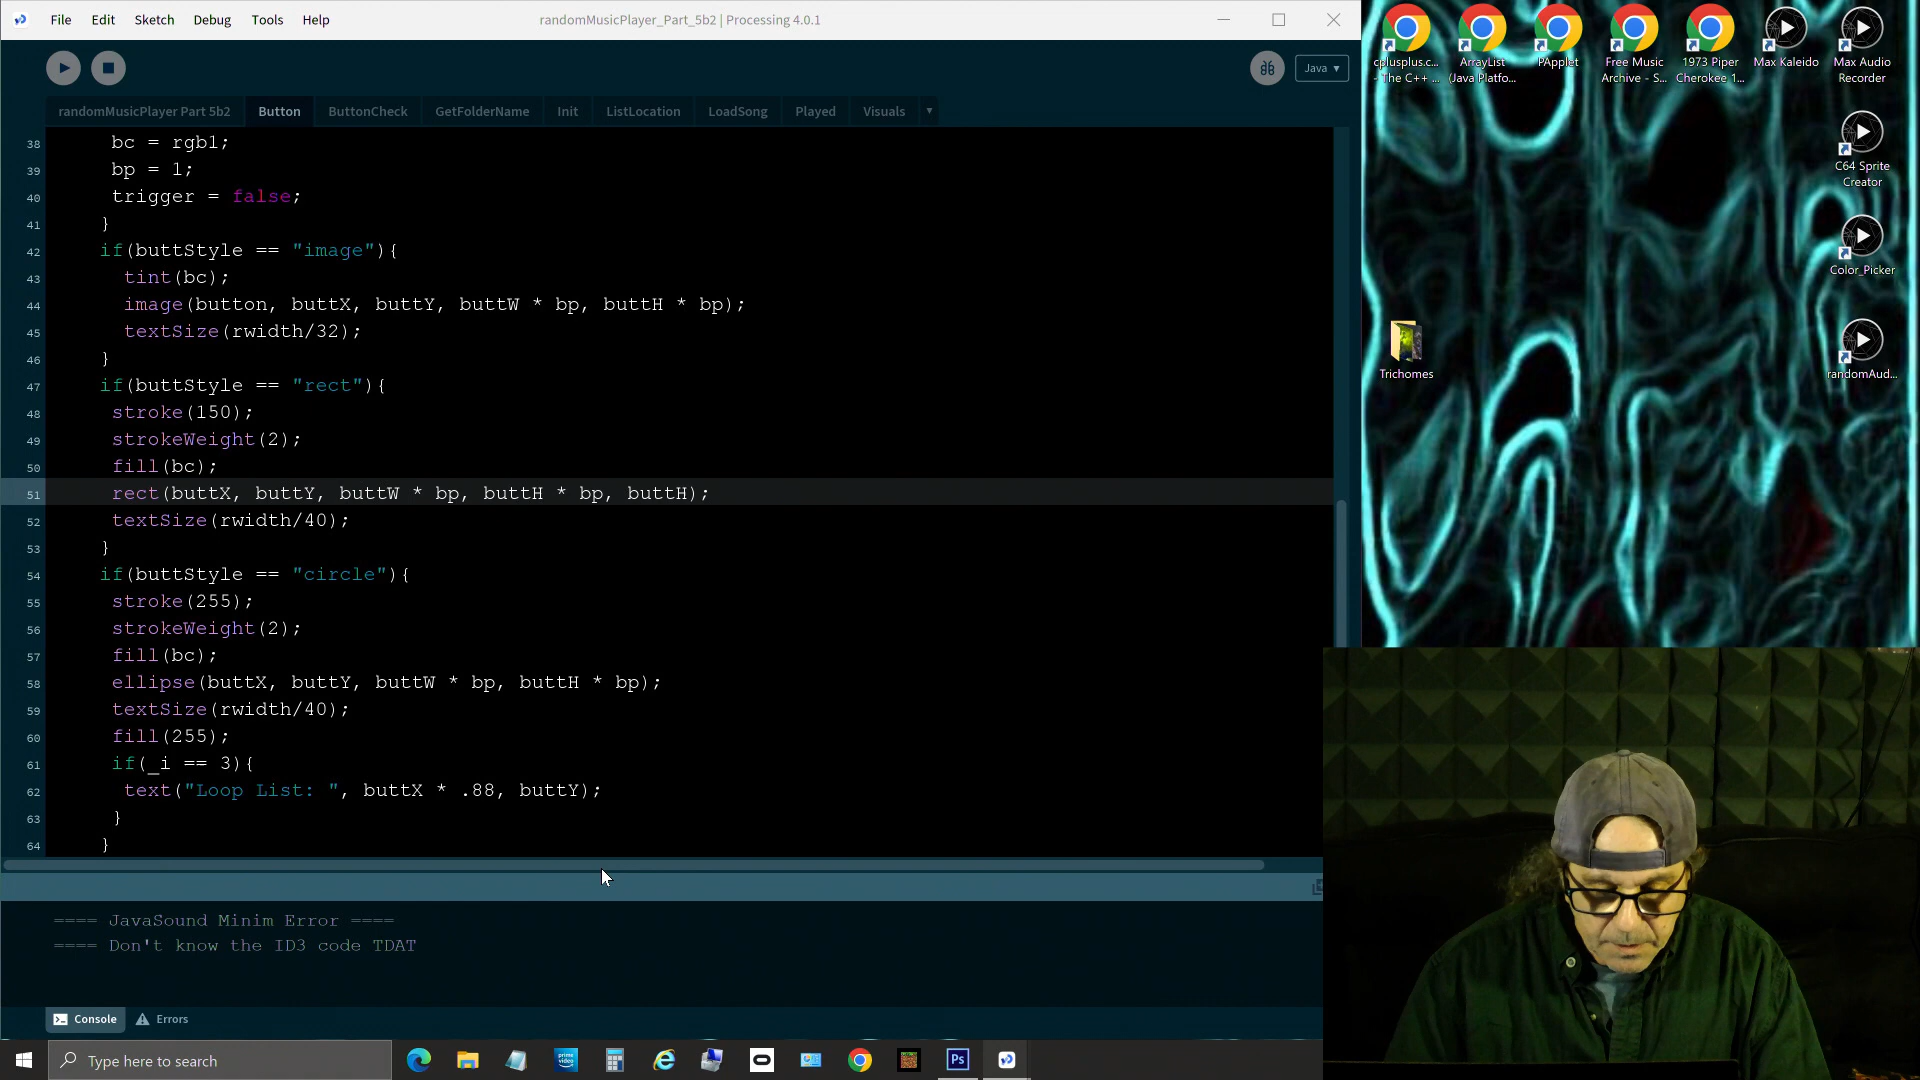 File Edit Sketch Debug Tools Help
randomMusicPlayer_Part_5b2 | Processing 4.0.1
Java ▾
randomMusicPlayer Part 5b2 Button ButtonCheck GetFolderName Init ListLocation LoadSong Played Visuals ▾
38 bc = rgb1;
39 bp = 1;
40 trigger = false;
41 }
42 if(buttStyle == "image"){
43 tint(bc);
44 image(button, buttX, buttY, buttW * bp, buttH * bp);
45 textSize(rwidth/32);
46 }
47 if(buttStyle == "rect"){
48 stroke(150);
49 strokeWeight(2);
50 fill(bc);
51 rect(buttX, buttY, buttW * bp, buttH * bp, buttH);
52 textSize(rwidth/40);
53 }
54 if(buttStyle == "circle"){
55 stroke(255);
56 strokeWeight(2);
57 fill(bc);
58 ellipse(buttX, buttY, buttW * bp, buttH * bp);
59 textSize(rwidth/40);
60 fill(255);
61 if(_i == 3){
62 text("Loop List: ", buttX * .88, buttY);
63 }
64 }
==== JavaSound Minim Error ====
==== Don't know the ID3 code TDAT
Console Errors
Type here to search
Ps
cplusplus.c...
- The C++ ...
ArrayList
(Java Platfo...
PApplet
Free Music
Archive - S...
1973 Piper
Cherokee 1...
Max Kaleido
Max Audio
Recorder
C64 Sprite
Creator
Color_Picker
Trichomes
randomAud...